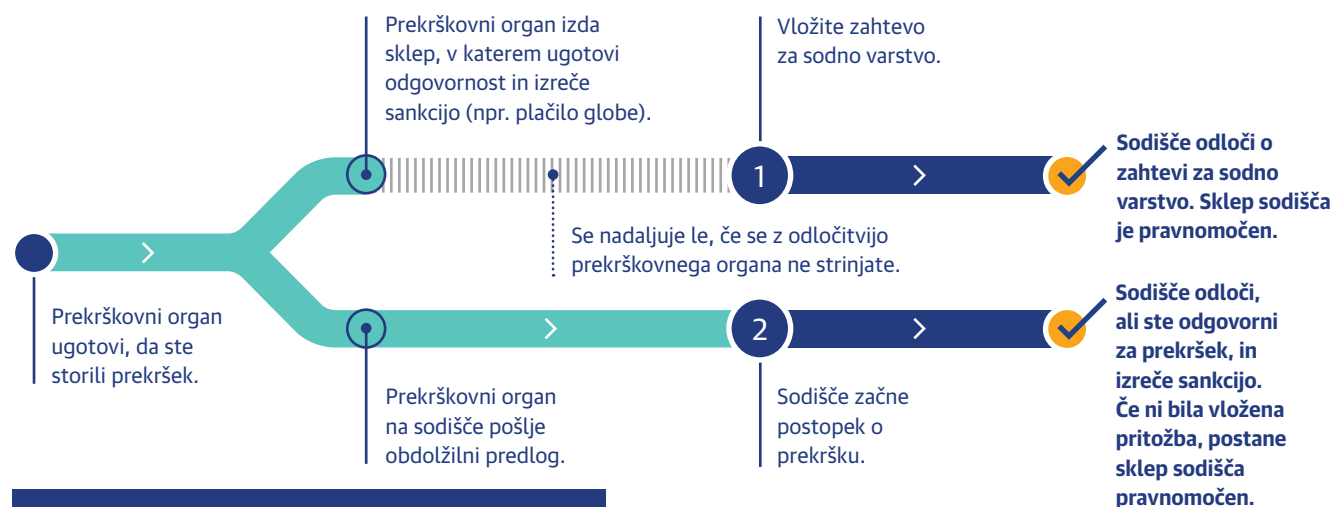 Prekrškovni organ izda
sklep, v katerem ugotovi
odgovornost in izreče
sankcijo (npr. plačilo globe).
Vložite zahtevo
za sodno varstvo.
1
Sodišče odloči o
zahtevi za sodno
varstvo. Sklep sodišča
je pravnomočen.
Se nadaljuje le, če se z odločitvijo
prekrškovnega organa ne strinjate.
Prekrškovni organ
ugotovi, da ste
storili prekršek.
2
Prekrškovni organ
na sodišče pošlje
obdolžilni predlog.
Sodišče začne
postopek o
prekršku.
Sodišče odloči,
ali ste odgovorni
za prekršek, in
izreče sankcijo.
Če ni bila vložena
pritožba, postane
sklep sodišča
pravnomočen.